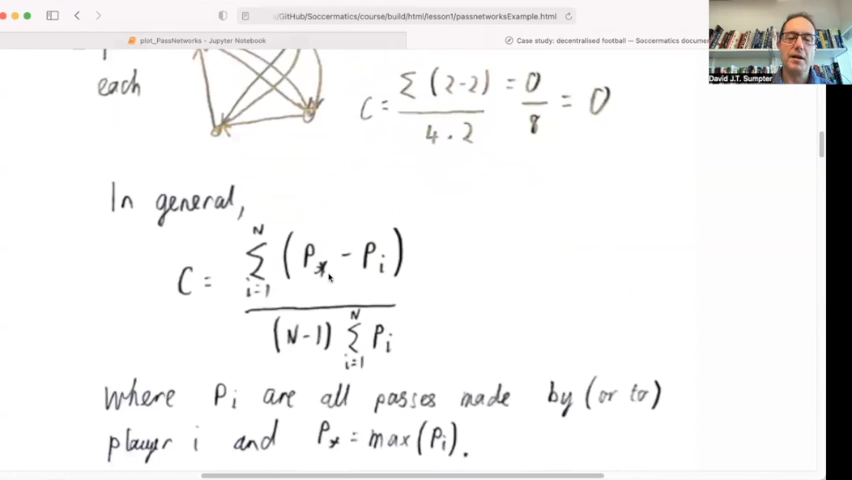 /GitHub/Soccermatics/course/build/html/lesson1/passnetworksExample.html
plot_PassNetworks - Jupyter Notebook
Case study: decentralised football — Soccermatics docume
David J.T. Sumpter
each
C = Σ(2-2) / 4·2 = 0/8 = 0
In general,
C = Σ_{i=1}^{N} (P* - Pi) / (N-1) Σ_{i=1}^{N} Pi
where Pi are all passes made by (or to)
player i and P* = max(Pi).